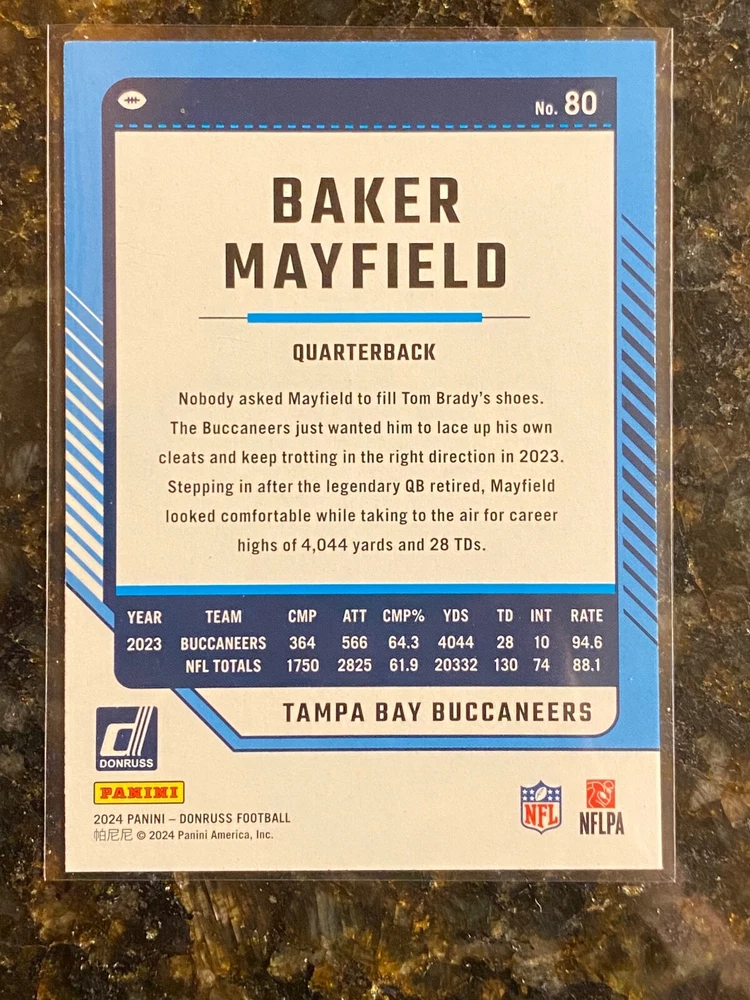 No. 80
BAKER
MAYFIELD
QUARTERBACK
Nobody asked Mayfield to fill Tom Brady's shoes.
The Buccaneers just wanted him to lace up his own
cleats and keep trotting in the right direction in 2023.
Stepping in after the legendary QB retired, Mayfield
looked comfortable while taking to the air for career
highs of 4,044 yards and 28 TDs.
YEAR TEAM CMP ATT CMP% YDS TD INT RATE
2023 BUCCANEERS 364 566 64.3 4044 28 10 94.6
NFL TOTALS 1750 2825 61.9 20332 130 74 88.1
TAMPA BAY BUCCANEERS
d
DONRUSS
PANINI
2024 PANINI – DONRUSS FOOTBALL
帕尼尼 © 2024 Panini America, Inc.
NFL
NFLPA